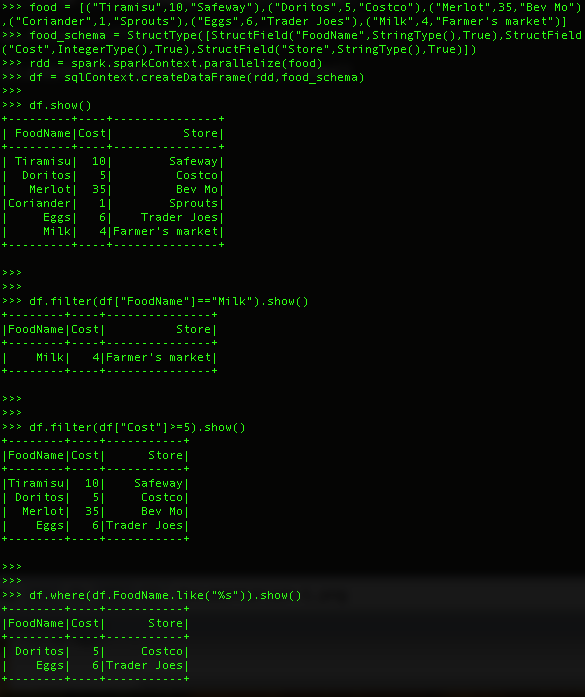 >>> food = [("Tiramisu",10,"Safeway"),("Doritos",5,"Costco"),("Merlot",35,"Bev Mo")
,("Coriander",1,"Sprouts"),("Eggs",6,"Trader Joes"),("Milk",4,"Farmer's market")]
>>> food_schema = StructType([StructField("FoodName",StringType(),True),StructField
("Cost",IntegerType(),True),StructField("Store",StringType(),True)])
>>> rdd = spark.sparkContext.parallelize(food)
>>> df = sqlContext.createDataFrame(rdd,food_schema)
>>>
>>> df.show()
+---------+----+---------------+
| FoodName|Cost|          Store|
+---------+----+---------------+
| Tiramisu|  10|        Safeway|
|  Doritos|   5|         Costco|
|   Merlot|  35|         Bev Mo|
|Coriander|   1|        Sprouts|
|     Eggs|   6|    Trader Joes|
|     Milk|   4|Farmer's market|
+---------+----+---------------+
>>>
>>>
>>> df.filter(df["FoodName"]=="Milk").show()
+--------+----+---------------+
|FoodName|Cost|          Store|
+--------+----+---------------+
|    Milk|   4|Farmer's market|
+--------+----+---------------+
>>>
>>>
>>> df.filter(df["Cost"]>=5).show()
+--------+----+-----------+
|FoodName|Cost|      Store|
+--------+----+-----------+
|Tiramisu|  10|    Safeway|
| Doritos|   5|     Costco|
|  Merlot|  35|     Bev Mo|
|    Eggs|   6|Trader Joes|
+--------+----+-----------+
>>>
>>>
>>> df.where(df.FoodName.like("%s")).show()
+--------+----+-----------+
|FoodName|Cost|      Store|
+--------+----+-----------+
| Doritos|   5|     Costco|
|    Eggs|   6|Trader Joes|
+--------+----+-----------+